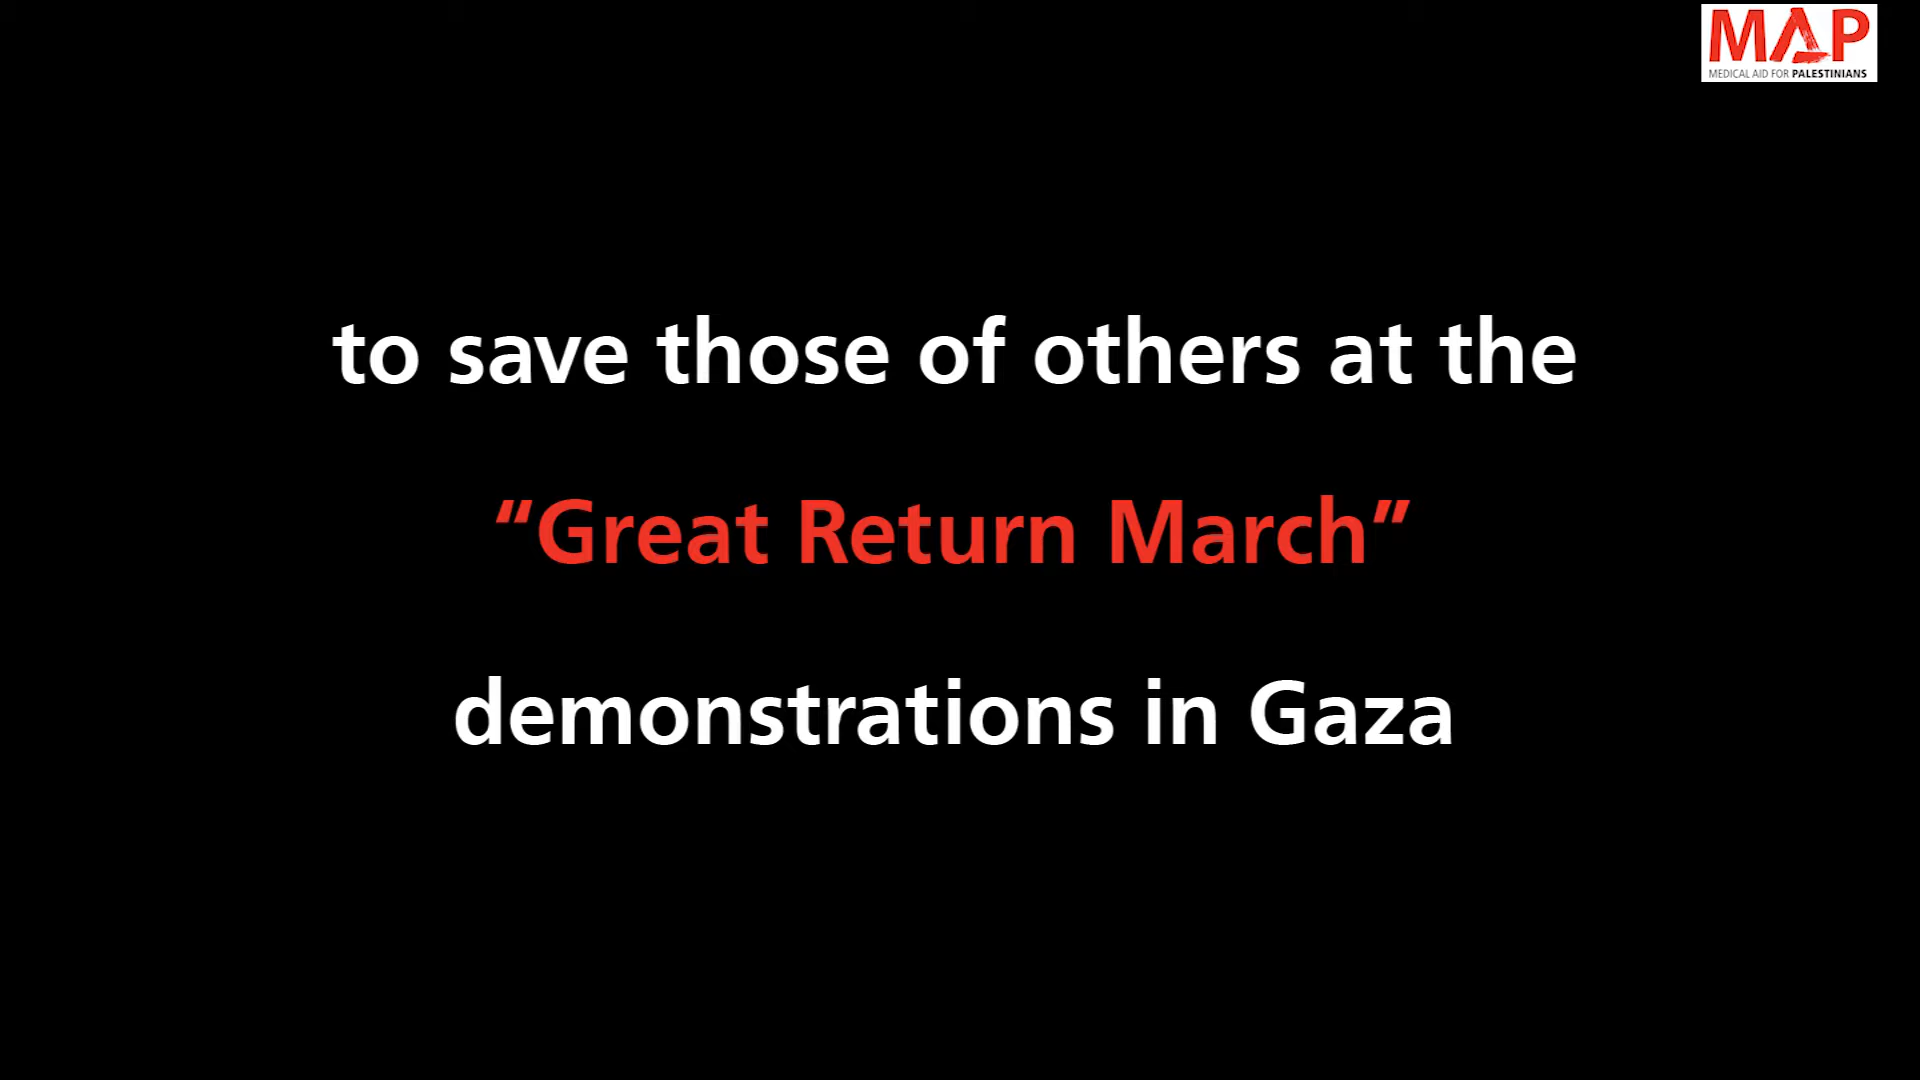 MAP
MEDICAL AID FOR PALESTINIANS
to save those of others at the
“Great Return March”
demonstrations in Gaza